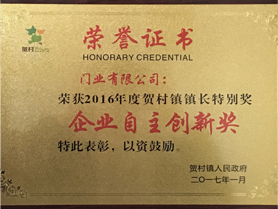 荣誉证书
HONORARY CREDENTIAL
贺村
门业有限公司：
荣获2016年度贺村镇镇长特别奖
企业自主创新奖
特此表彰，以资鼓励。
贺村镇人民政府
二〇一七年一月